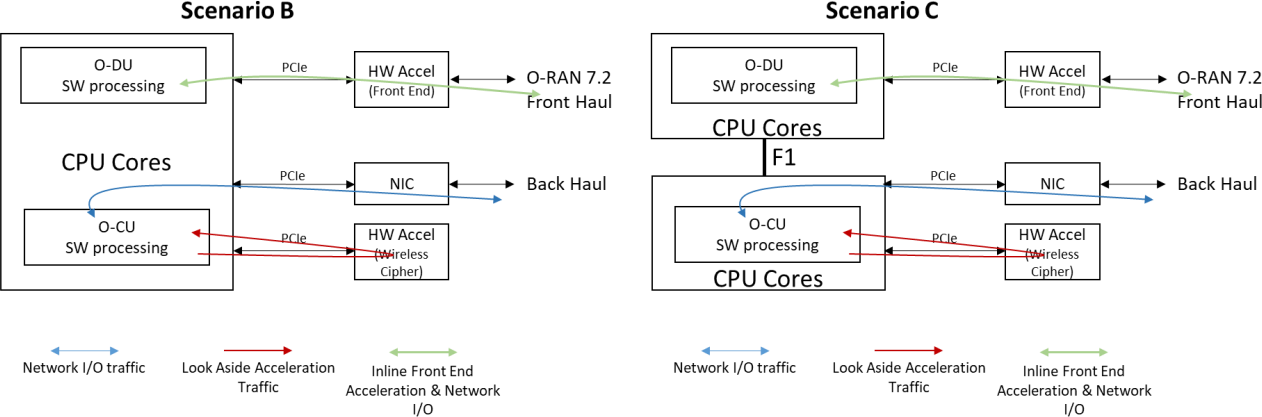 Scenario B
O-DU
SW processing
PCIe
HW Accel
(Front End)
O-RAN 7.2
Front Haul
CPU Cores
PCIe
NIC
Back Haul
O-CU
SW processing
PCIe
HW Accel
(Wireless
Cipher)
Network I/O traffic
Look Aside Acceleration
Traffic
Inline Front End
Acceleration & Network
I/O
Scenario C
O-DU
SW processing
CPU Cores
PCIe
HW Accel
(Front End)
O-RAN 7.2
Front Haul
F1
PCIe
NIC
Back Haul
O-CU
SW processing
CPU Cores
PCIe
HW Accel
(Wireless
Cipher)
Network I/O traffic
Look Aside Acceleration
Traffic
Inline Front End
Acceleration & Network
I/O